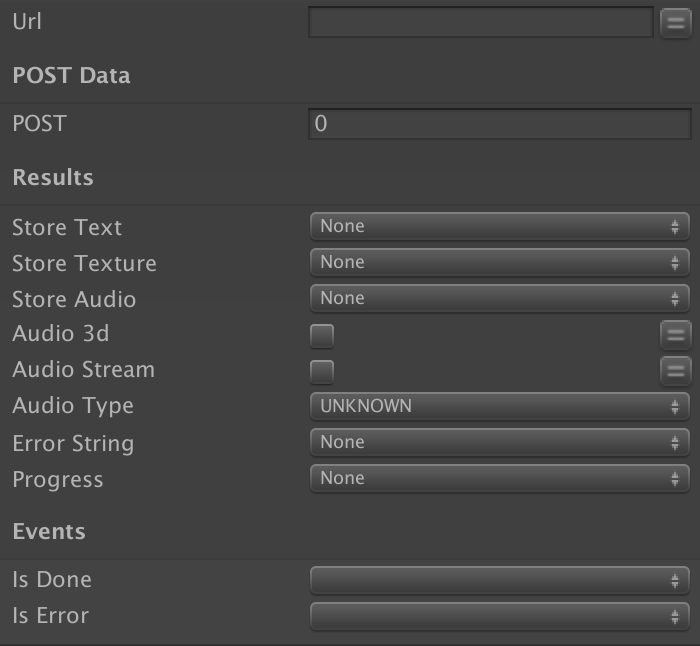 Url
POST Data
POST 0
Results
Store Text None
Store Texture None
Store Audio None
Audio 3d
Audio Stream
Audio Type UNKNOWN
Error String None
Progress None
Events
Is Done
Is Error